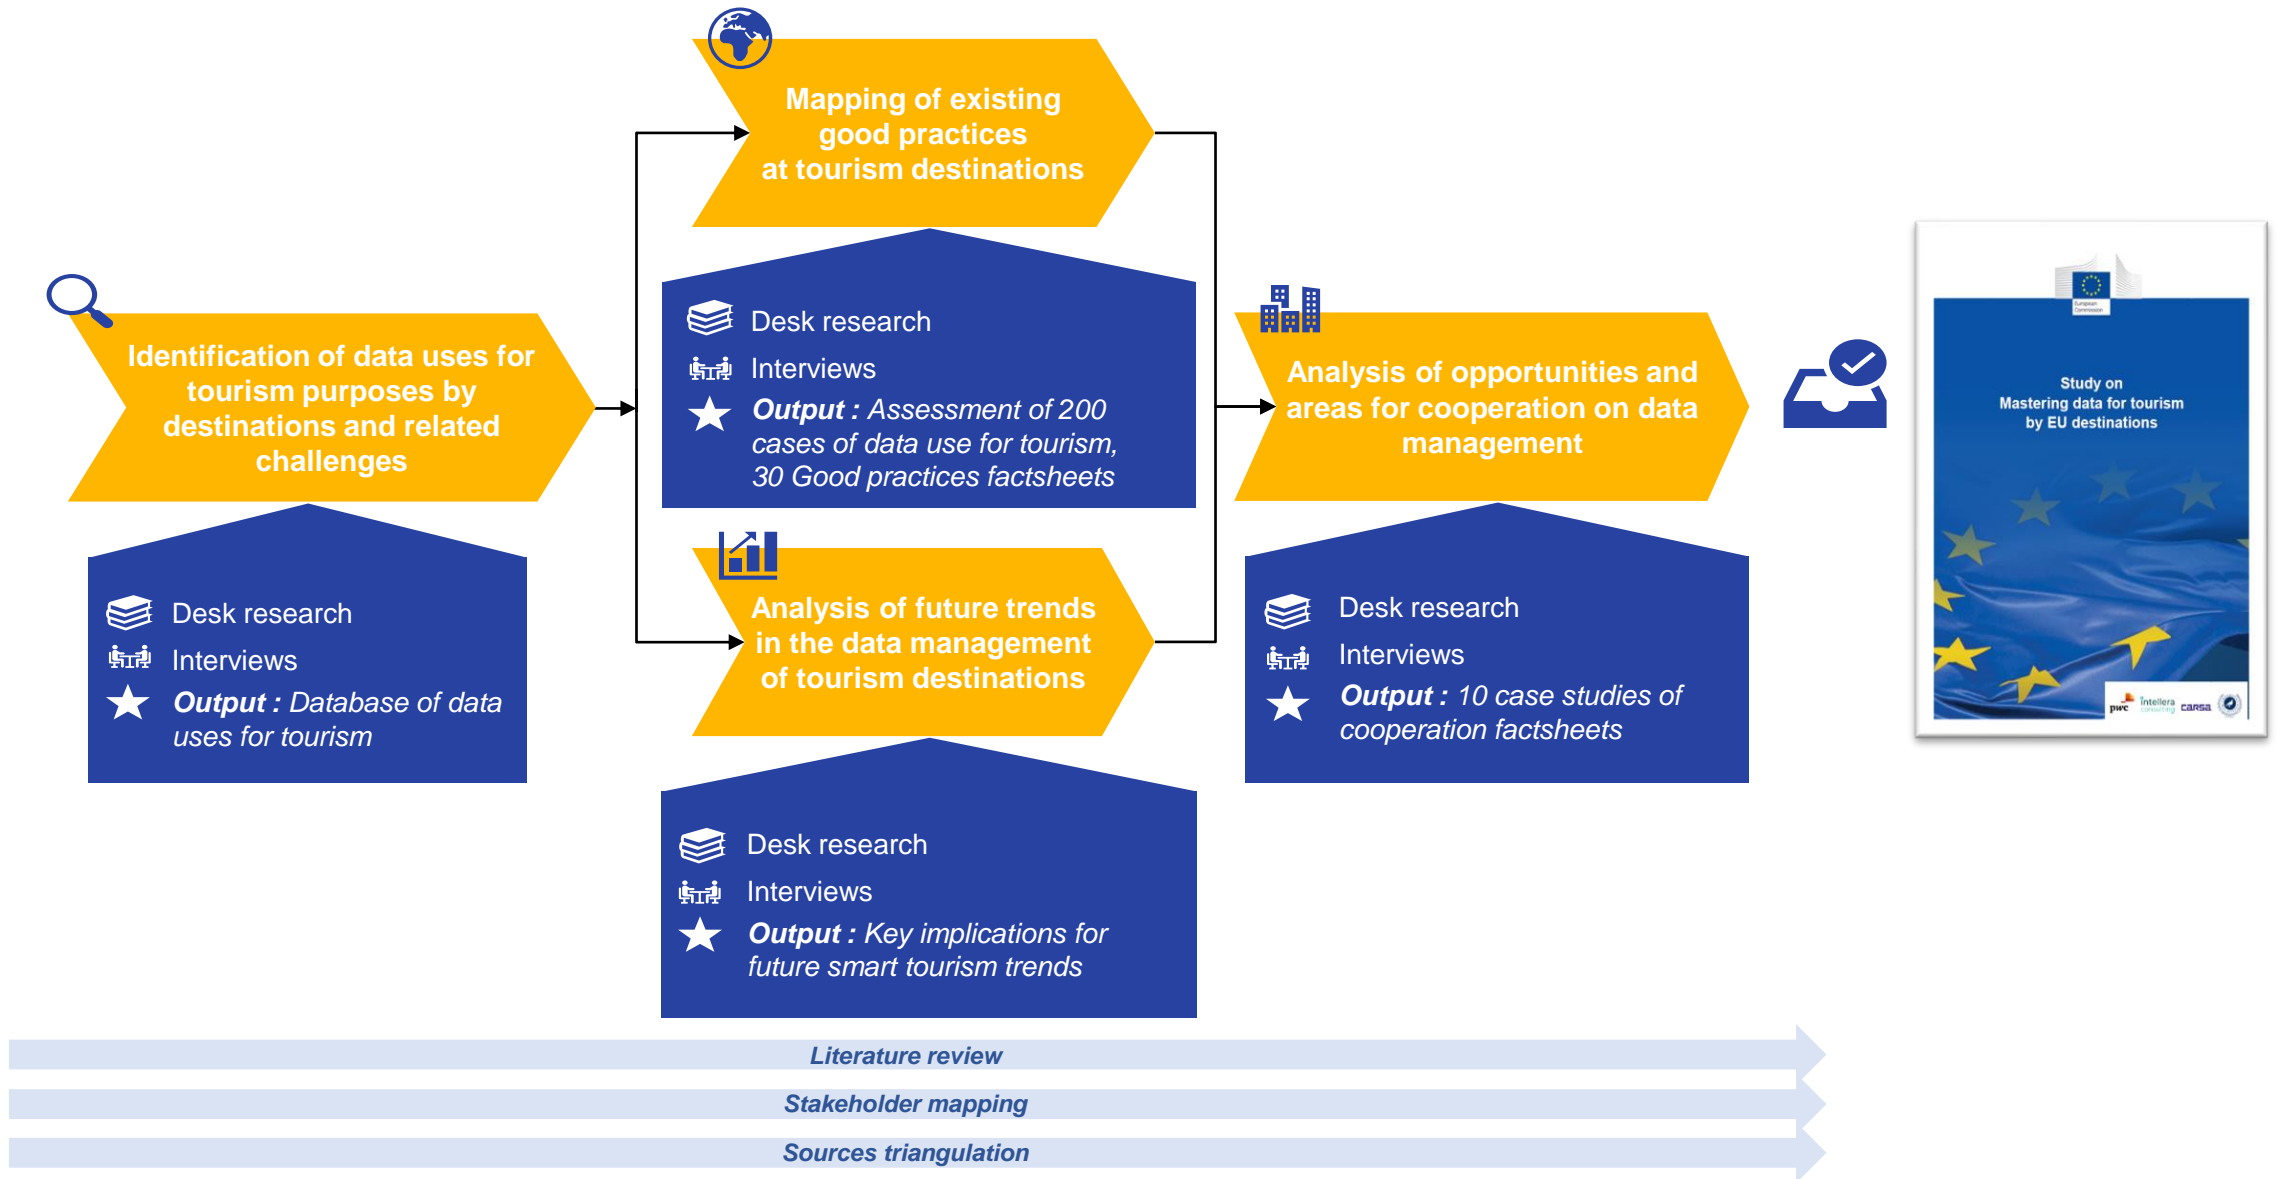 Mapping of existing
good practices
at tourism destinations
Identification of data uses for
tourism purposes by
destinations and related
challenges
Desk research
Interviews
Output : Assessment of 200
cases of data use for tourism,
30 Good practices factsheets
Analysis of opportunities and
areas for cooperation on data
management
European
Commission
Study on
Mastering data for tourism
by EU destinations
pwc
intellera
consulting
carsa
Desk research
Interviews
Output : Database of data
uses for tourism
Analysis of future trends
in the data management
of tourism destinations
Desk research
Interviews
Output : 10 case studies of
cooperation factsheets
Desk research
Interviews
Output : Key implications for
future smart tourism trends
Literature review
Stakeholder mapping
Sources triangulation